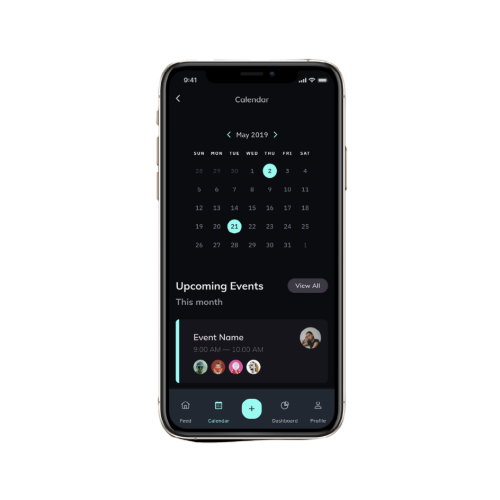 9:41
Calendar
May 2019
SUN MON TUE WED THU FRI SAT
28 29 30 1 2 3 4
5 6 7 8 9 10 11
12 13 14 15 16 17 18
19 20 21 22 23 24 25
26 27 28 29 30 31 1
Upcoming Events View All
This month
Event Name
9:00 AM — 10:00 AM
Feed Calendar + Dashboard Profile